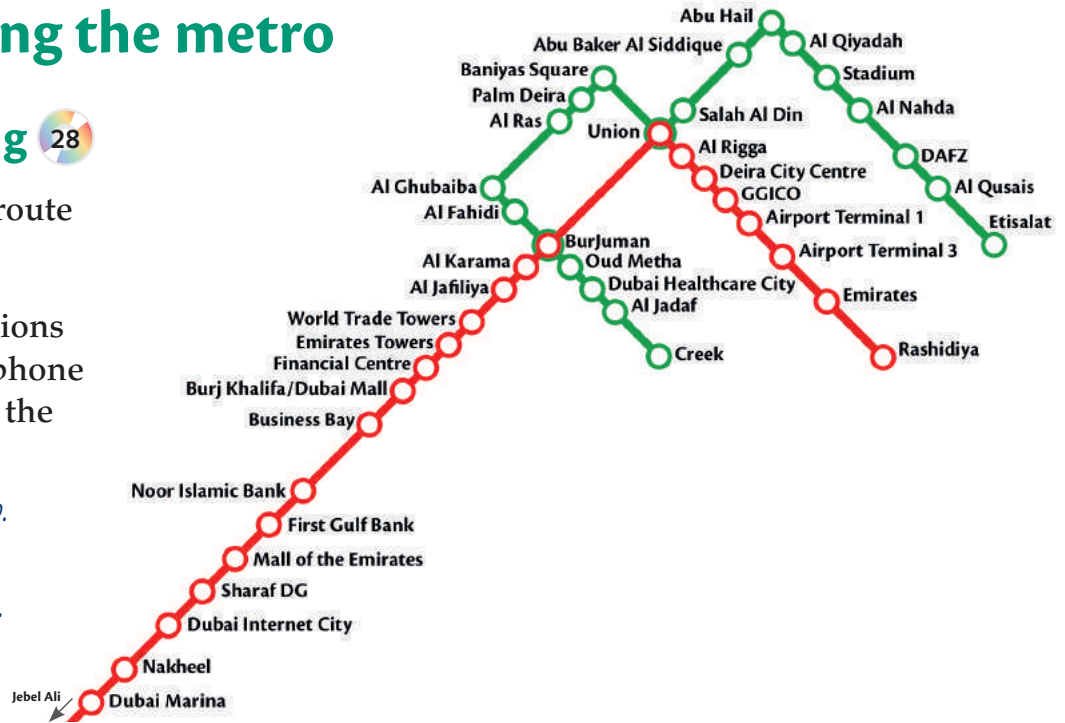 ng the metro
g 28
route
ions
phone
the
Abu Hail
Al Qiyadah
Abu Baker Al Siddique
Stadium
Baniyas Square
Palm Deira
Al Nahda
Al Ras
Salah Al Din
Union
Al Rigga
DAFZ
Deira City Centre
Al Ghubaiba
GGICO
Al Qusais
Al Fahidi
Airport Terminal 1
Etisalat
BurJuman
Airport Terminal 3
Al Karama
Oud Metha
Al Jafiliya
Dubai Healthcare City
Emirates
Al Jadaf
World Trade Towers
Emirates Towers
Rashidiya
Creek
Financial Centre
Burj Khalifa/Dubai Mall
Business Bay
Noor Islamic Bank
First Gulf Bank
Mall of the Emirates
Sharaf DG
Dubai Internet City
Nakheel
Jebel Ali
Dubai Marina